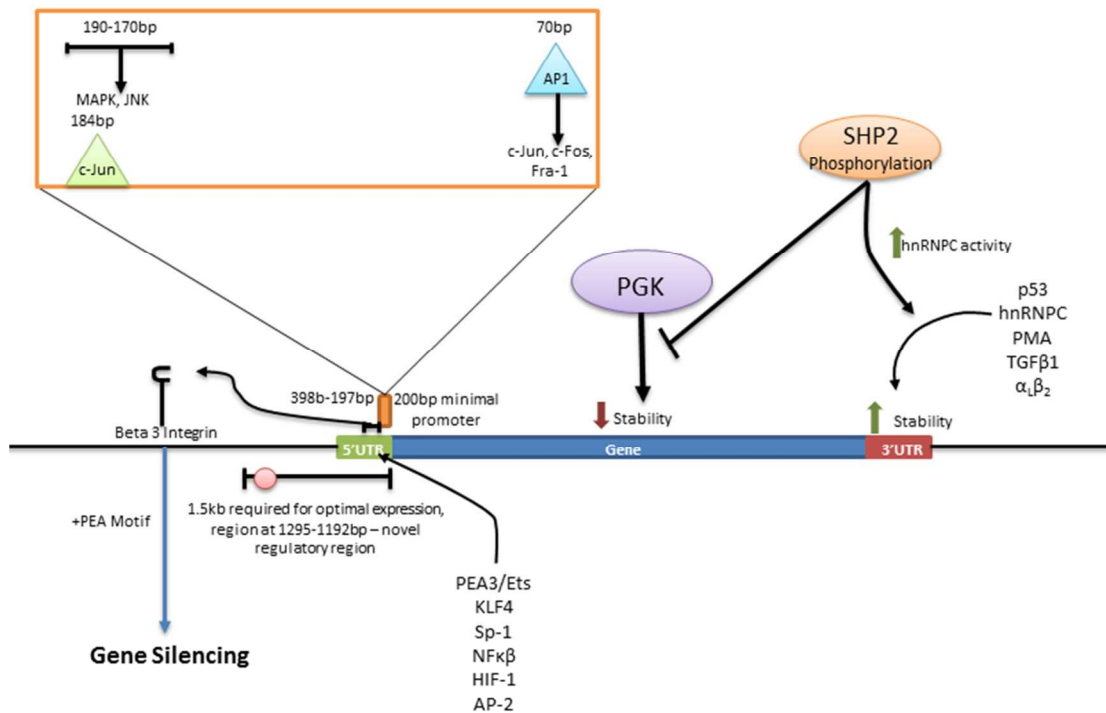 190-170bp
MAPK, JNK
184bp
c-Jun
70bp
AP1
c-Jun, c-Fos,
Fra-1
SHP2
Phosphorylation
hnRNPC activity
PGK
p53
hnRNPC
PMA
TGFβ1
αLβ2
398b-197bp
200bp minimal
promoter
Stability
Stability
Beta 3 Integrin
5'UTR
Gene
3'UTR
+PEA Motif
1.5kb required for optimal expression,
region at 1295-1192bp – novel
regulatory region
Gene Silencing
PEA3/Ets
KLF4
Sp-1
NFκβ
HIF-1
AP-2